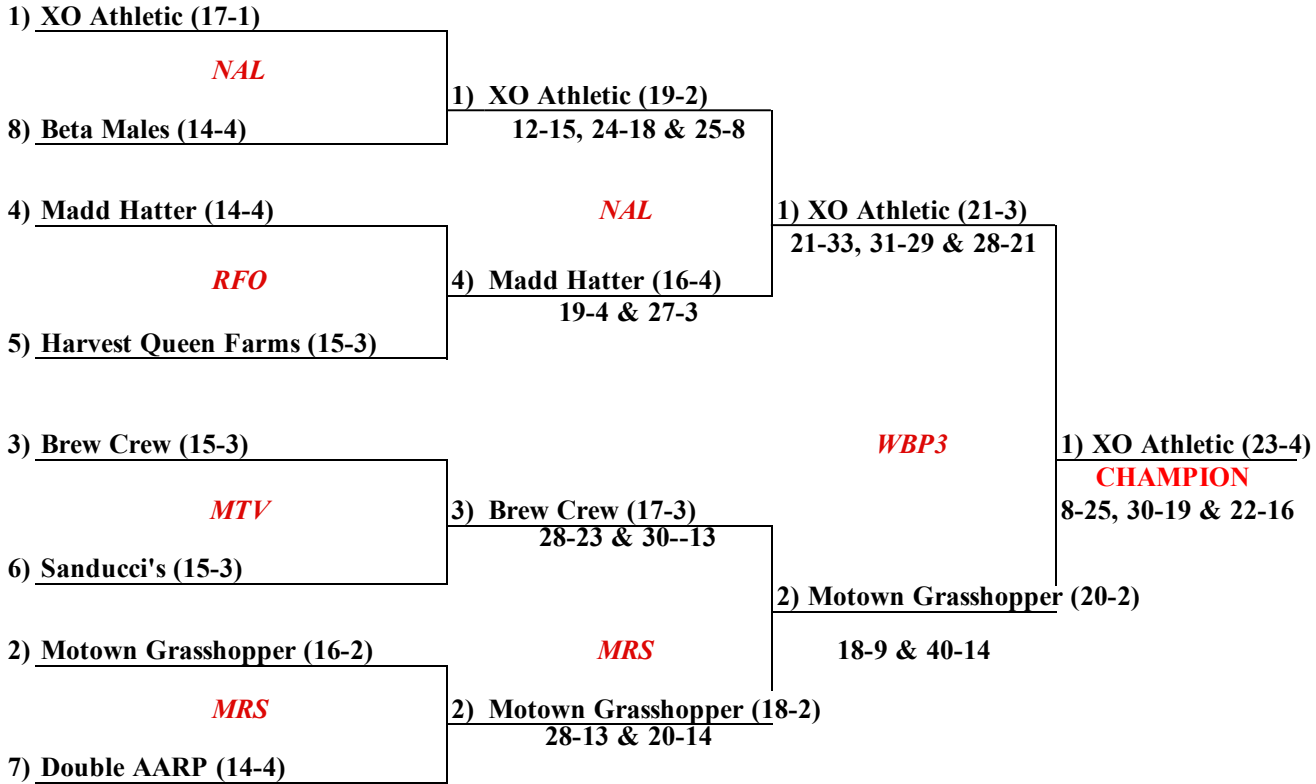 1) XO Athletic (17-1)
NAL
1) XO Athletic (19-2)
8) Beta Males (14-4)
12-15, 24-18 & 25-8
4) Madd Hatter (14-4)
NAL
1) XO Athletic (21-3)
21-33, 31-29 & 28-21
RFO
4) Madd Hatter (16-4)
19-4 & 27-3
5) Harvest Queen Farms (15-3)
3) Brew Crew (15-3)
WBP3
1) XO Athletic (23-4)
CHAMPION
MTV
3) Brew Crew (17-3)
8-25, 30-19 & 22-16
28-23 & 30--13
6) Sanducci's (15-3)
2) Motown Grasshopper (20-2)
2) Motown Grasshopper (16-2)
MRS
18-9 & 40-14
MRS
2) Motown Grasshopper (18-2)
28-13 & 20-14
7) Double AARP (14-4)